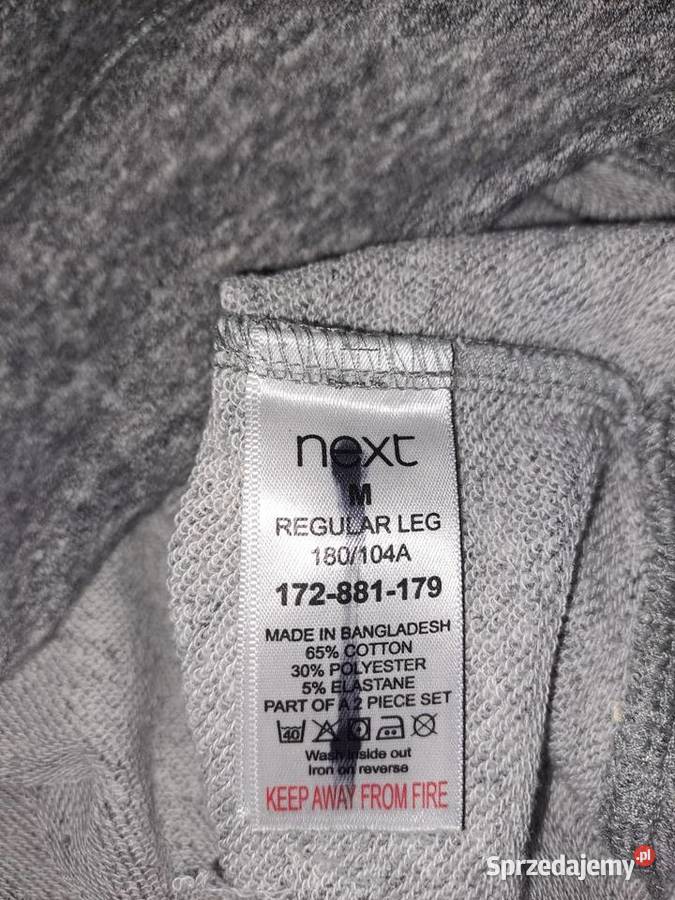 next
M
REGULAR LEG
180/104A
172-881-179
MADE IN BANGLADESH
65% COTTON
30% POLYESTER
5% ELASTANE
PART OF A 2 PIECE SET
40
Wash inside out
Iron on reverse
KEEP AWAY FROM FIRE
Sprzedajemy.pl